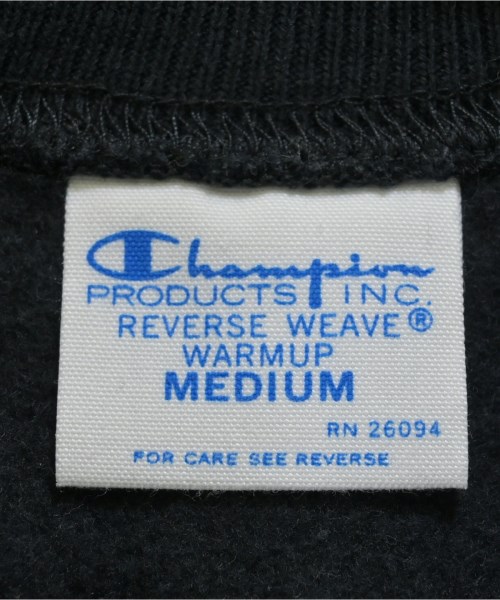 Champion
PRODUCTS INC.
REVERSE WEAVE®
WARMUP
MEDIUM
RN 26094
FOR CARE SEE REVERSE